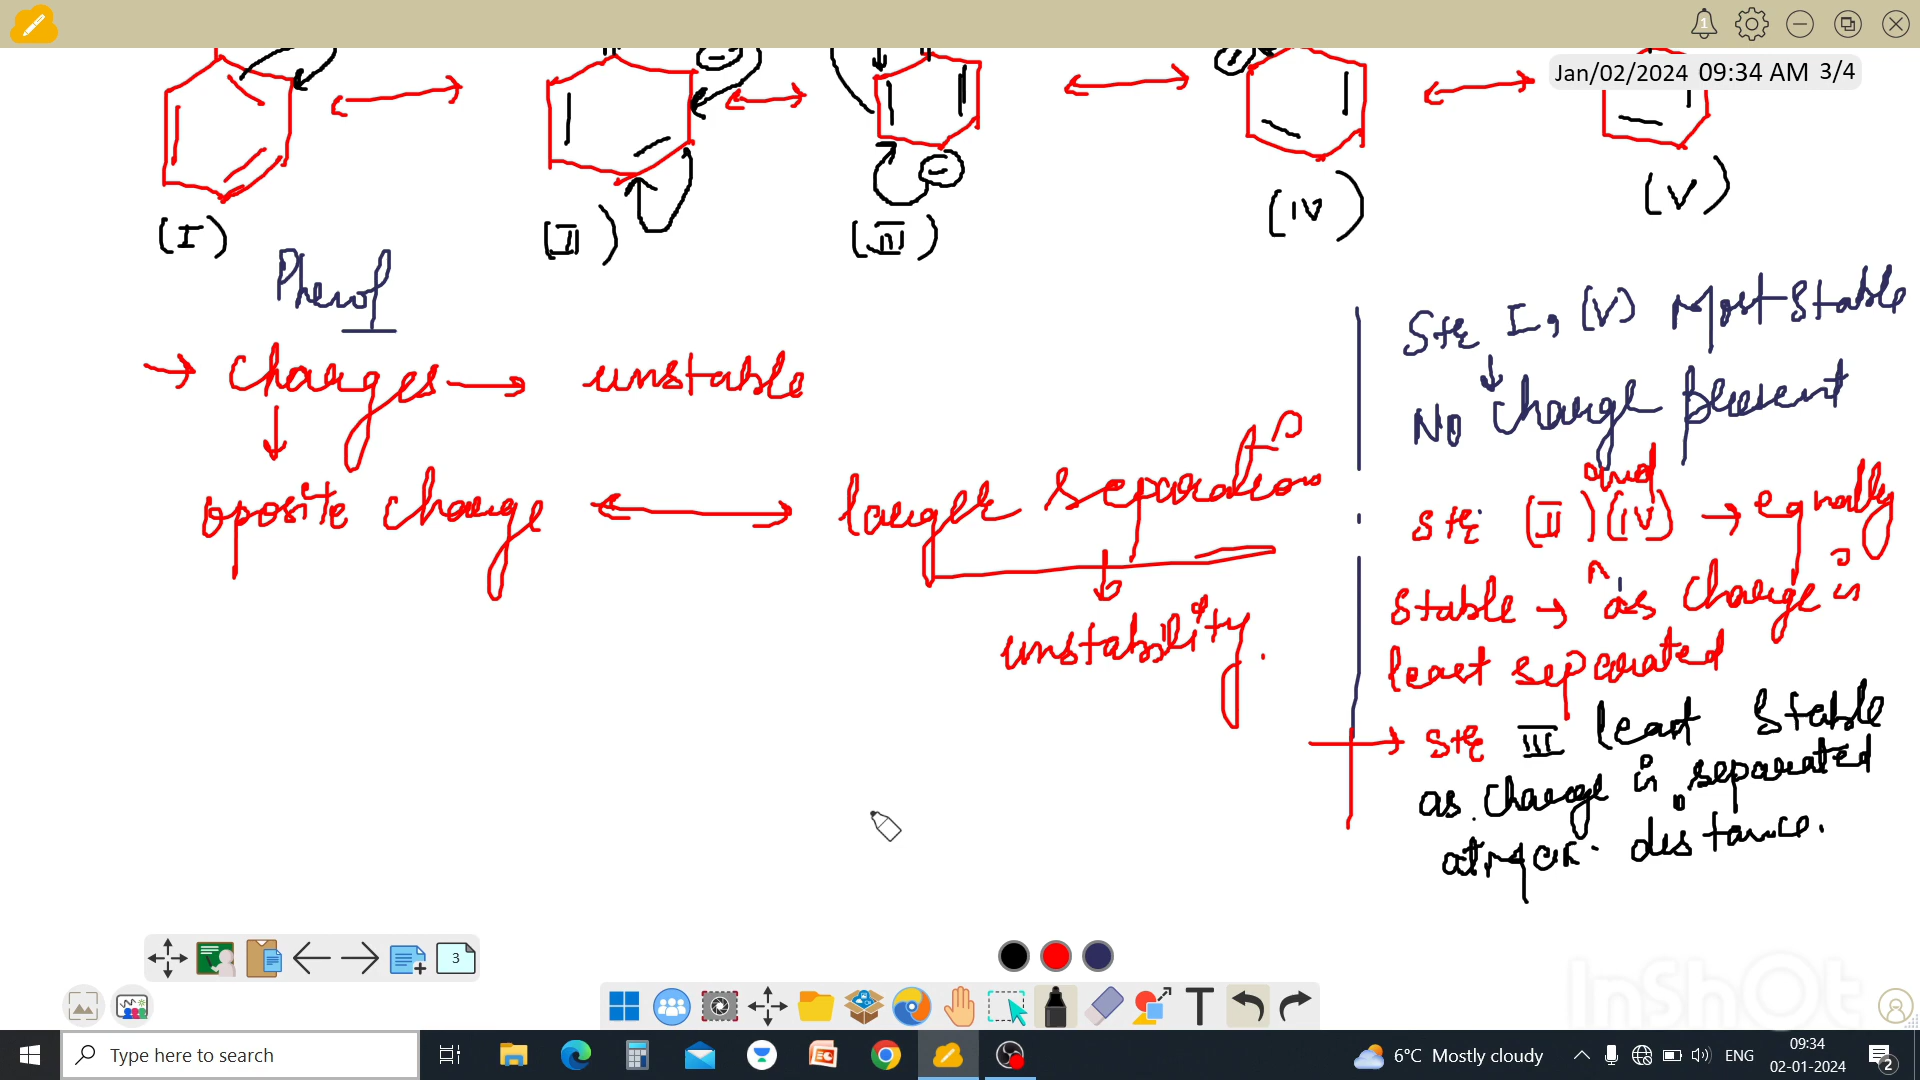 Jan/02/2024 09:34 AM 3/4
(I) (II) (III) (IV) (V)
Phenol
→ charges → unstable
oposite charge ↔ larger separation
unstability.
Str I, (V) Most stable
No charge present
Str (II) and (IV) → equally
stable → as charge is
least separated
→ Str III least stable
as charge is separated
at distance.
3
InShOt
Type here to search
6°C Mostly cloudy
ENG
09:34
02-01-2024
2